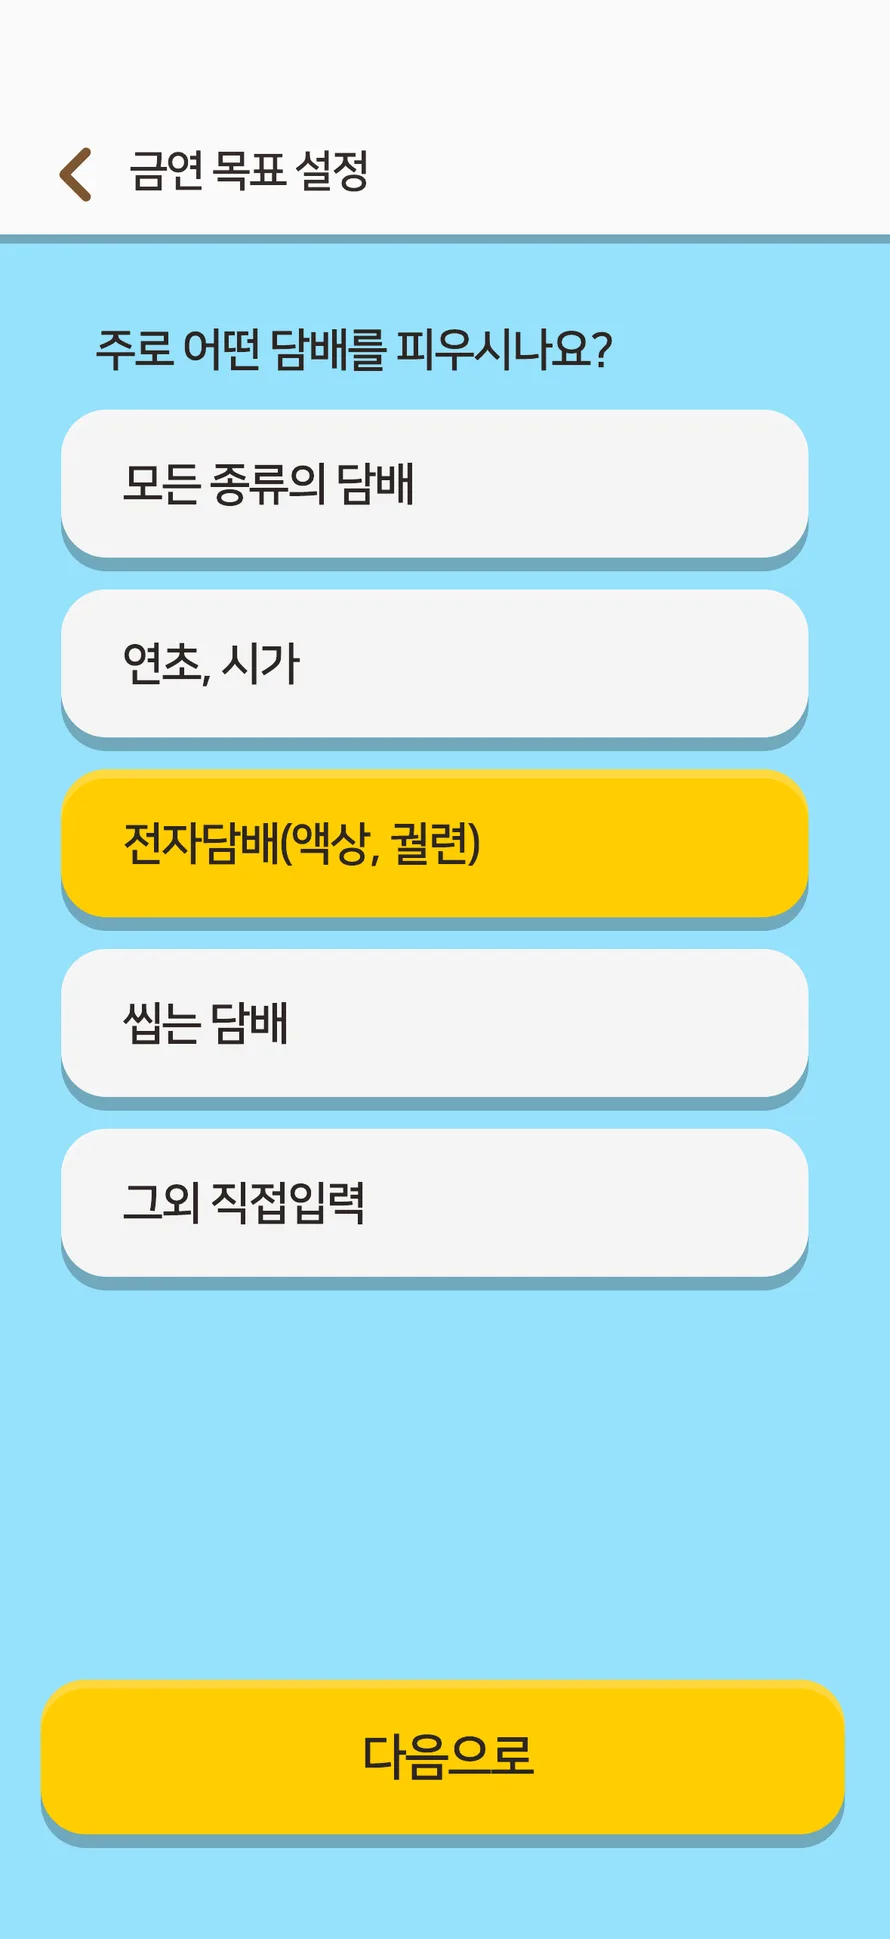 금연 목표 설정
주로 어떤 담배를 피우시나요?
모든 종류의 담배
연초, 시가
전자담배(액상, 궐련)
씹는 담배
그외 직접입력
다음으로